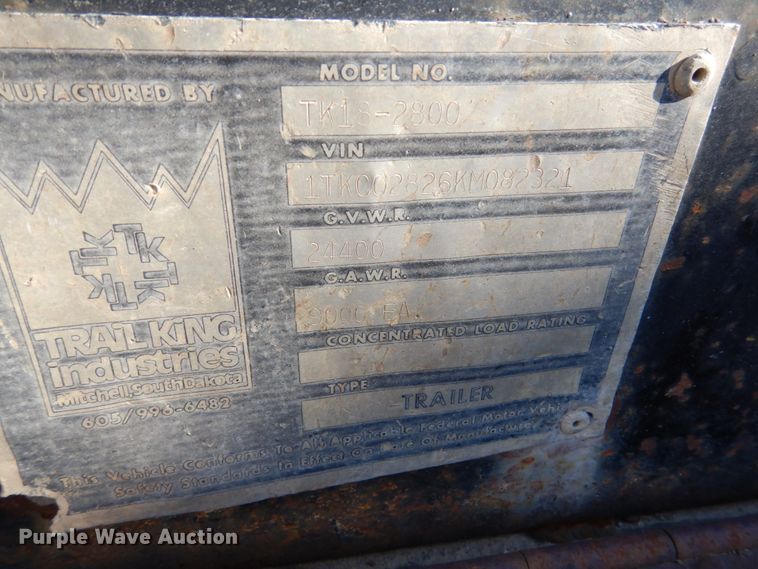 MODEL NO.
MANUFACTURED BY
TK18-2800
VIN
1TKC02826KM082321
G.V.W.R.
24400
G.A.W.R.
9000 EA
CONCENTRATED LOAD RATING
TYPE
TRAILER
TK TK TK TK
TRAIL KING
industries
Mitchell, South Dakota
605/996-6482
This Vehicle Conforms To All Applicable Federal Motor Vehicle
Safety Standards In Effect On Date Of Manufacture
Purple Wave Auction